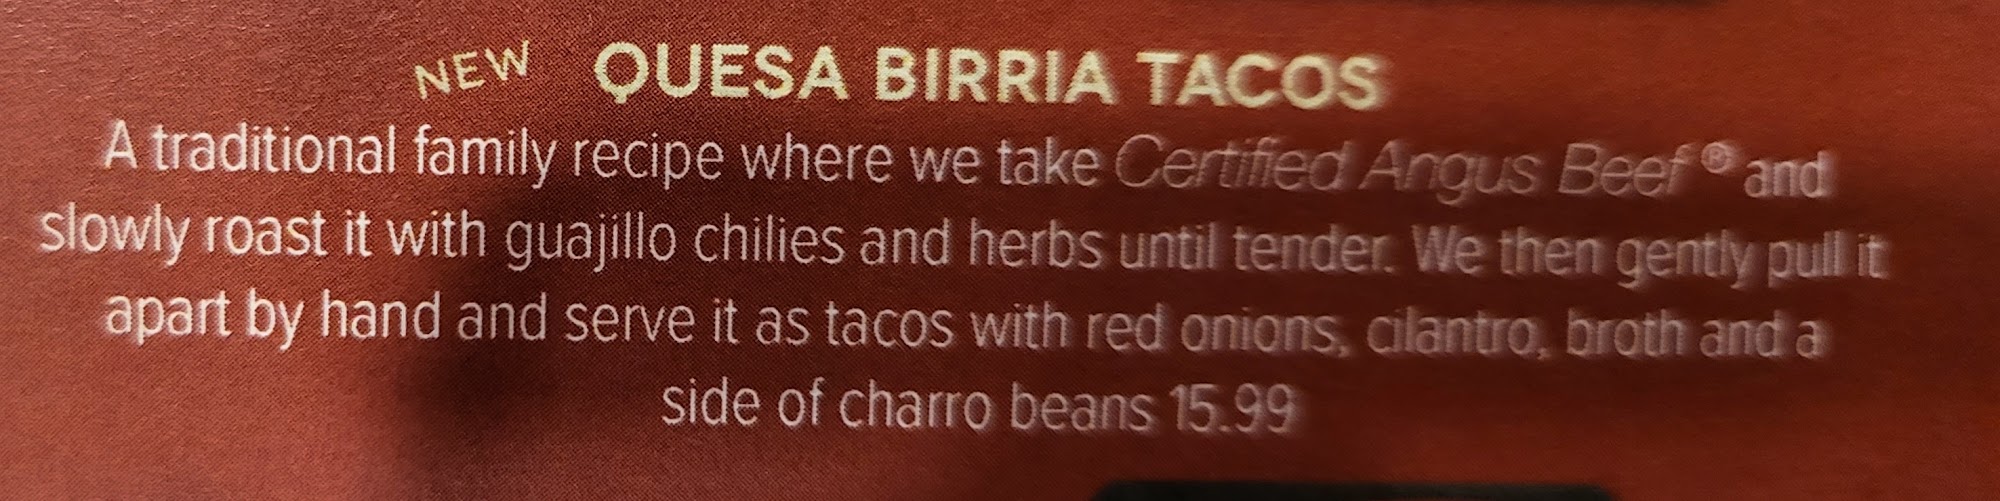 NEW QUESA BIRRIA TACOS
A traditional family recipe where we take Certified Angus Beef® and
slowly roast it with guajillo chilies and herbs until tender. We then gently pull it
apart by hand and serve it as tacos with red onions, cilantro, broth and a
side of charro beans 15.99